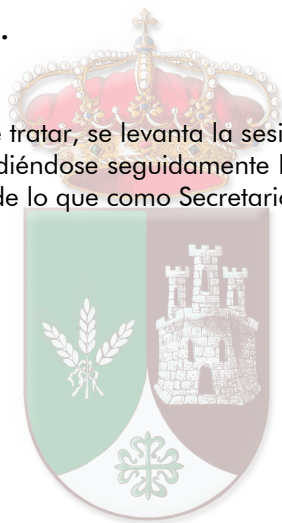 .
e tratar, se levanta la sesi
diéndose seguidamente l
de lo que como Secretario